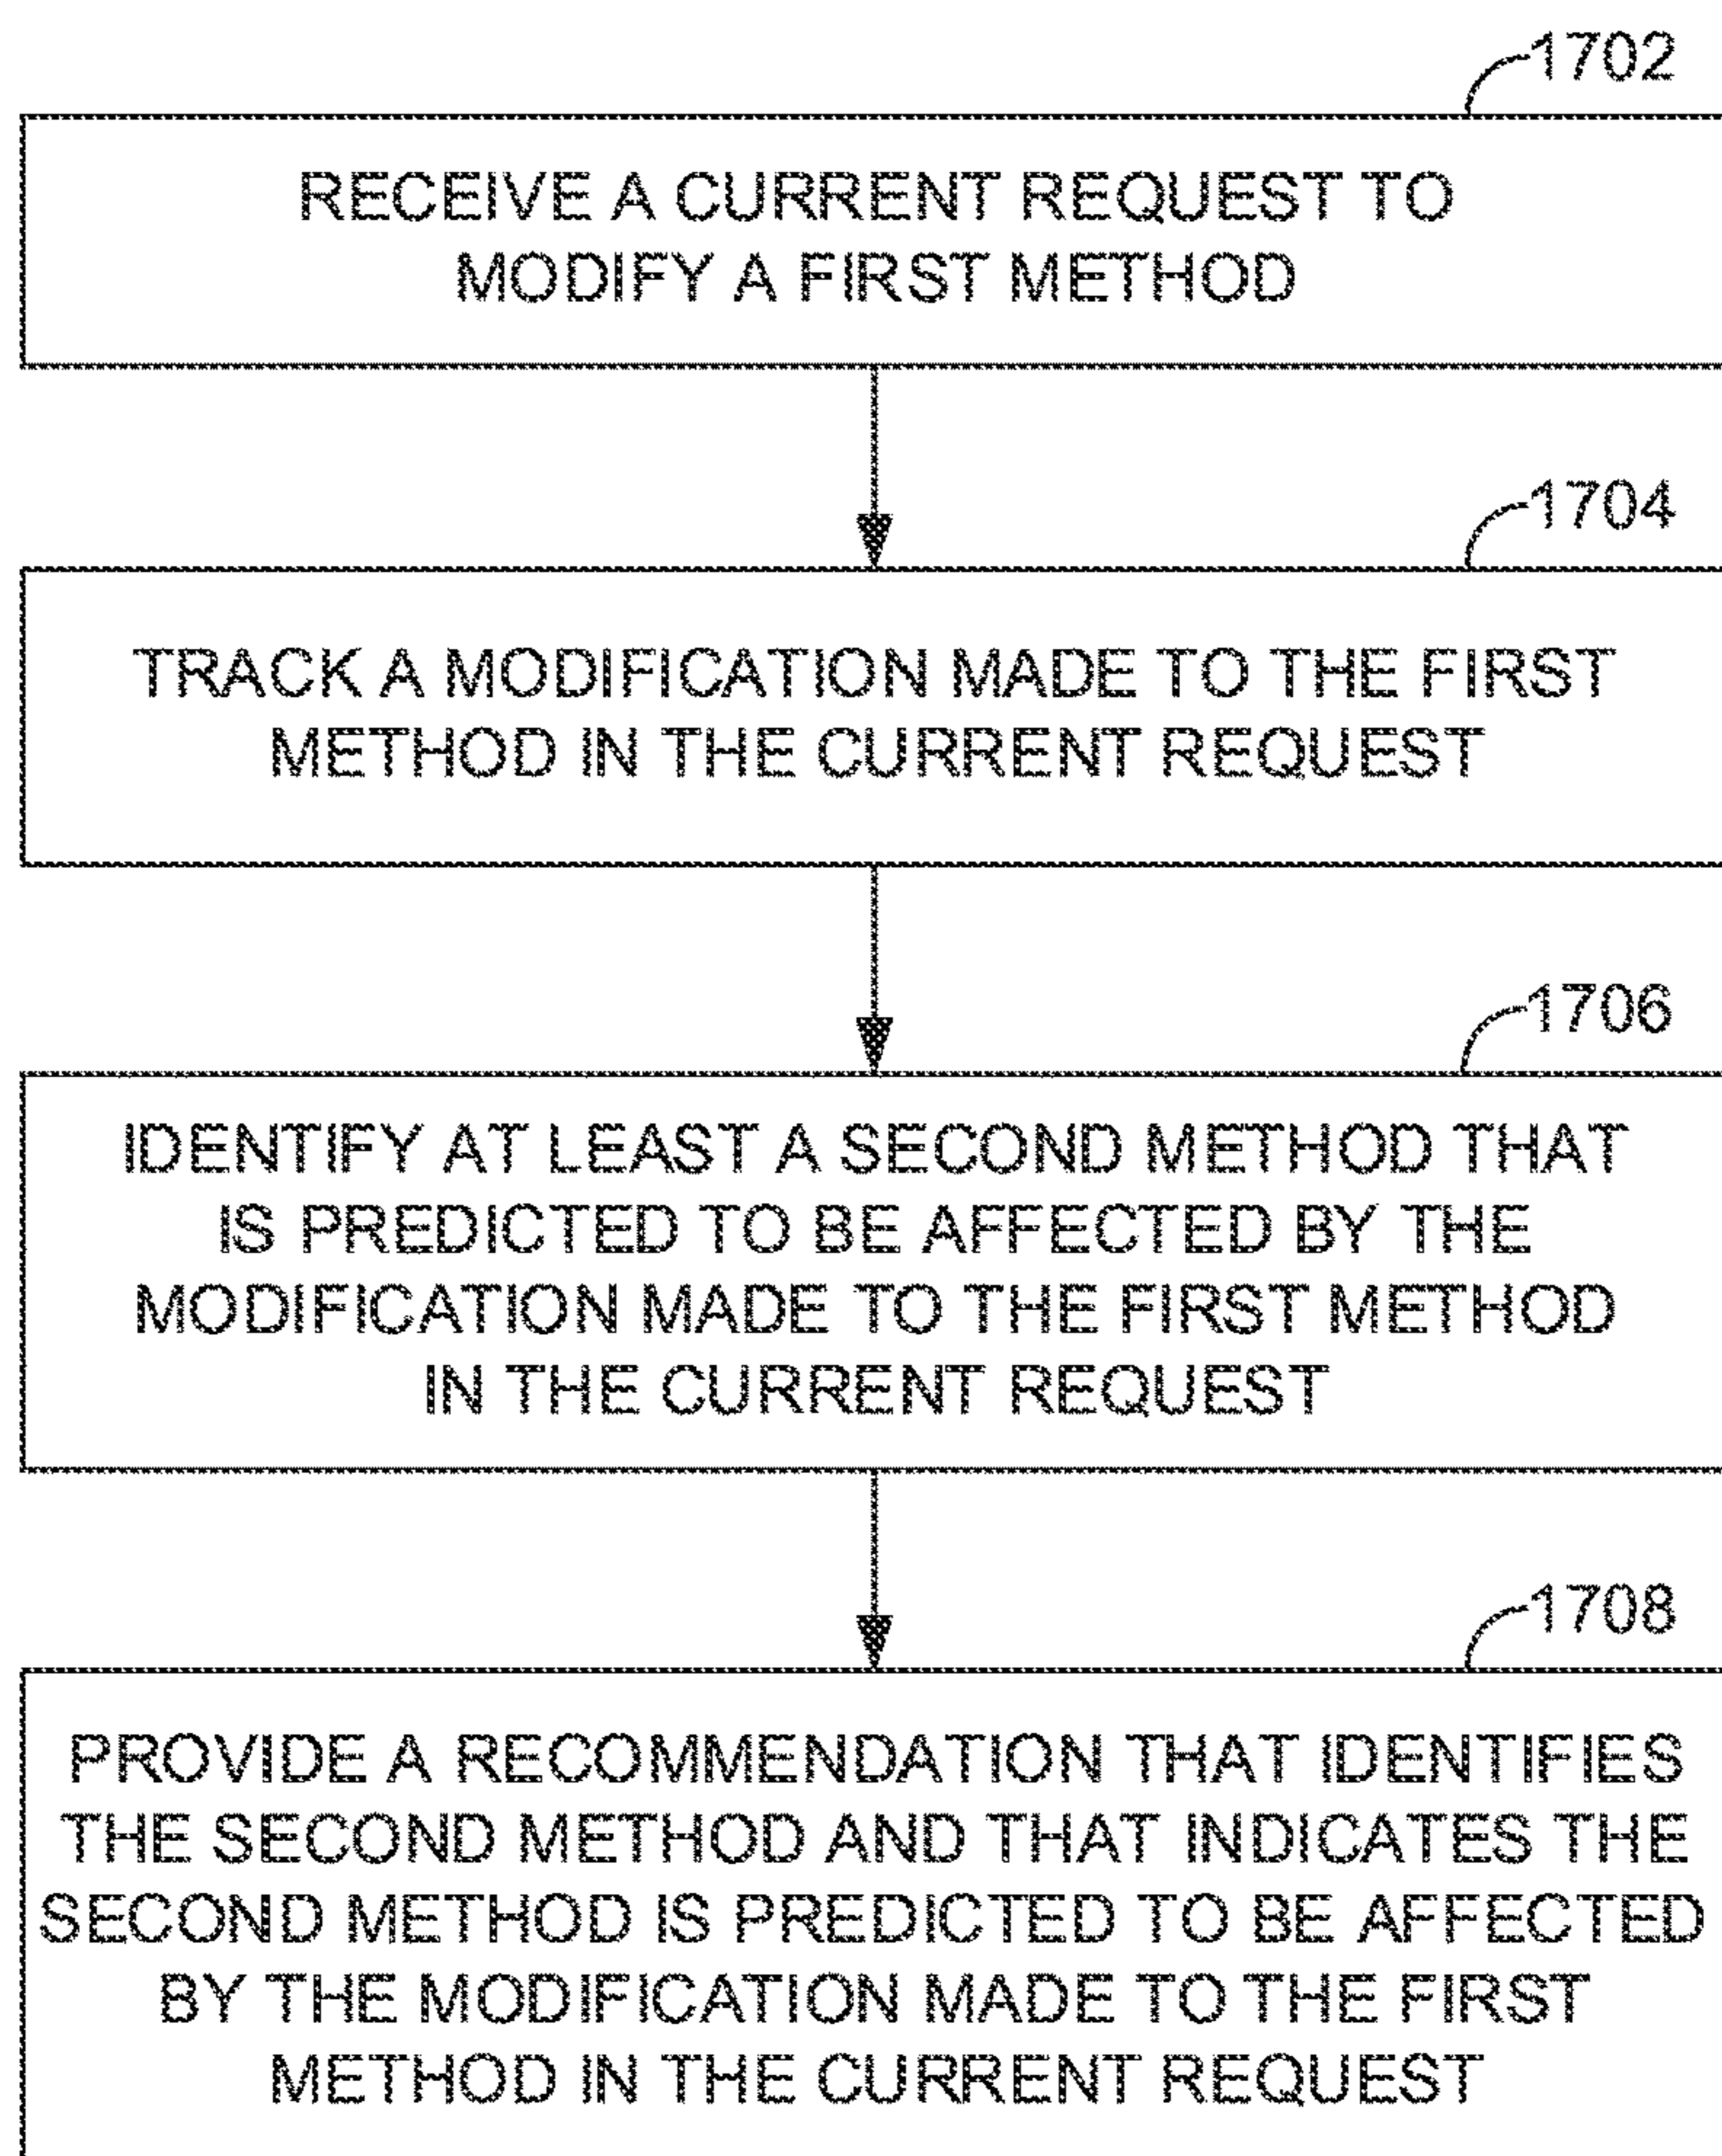 1702
RECEIVE A CURRENT REQUEST TO
MODIFY A FIRST METHOD
1704
TRACK A MODIFICATION MADE TO THE FIRST
METHOD IN THE CURRENT REQUEST
1706
IDENTIFY AT LEAST A SECOND METHOD THAT
IS PREDICTED TO BE AFFECTED BY THE
MODIFICATION MADE TO THE FIRST METHOD
IN THE CURRENT REQUEST
1708
PROVIDE A RECOMMENDATION THAT IDENTIFIES
THE SECOND METHOD AND THAT INDICATES THE
SECOND METHOD IS PREDICTED TO BE AFFECTED
BY THE MODIFICATION MADE TO THE FIRST
METHOD IN THE CURRENT REQUEST